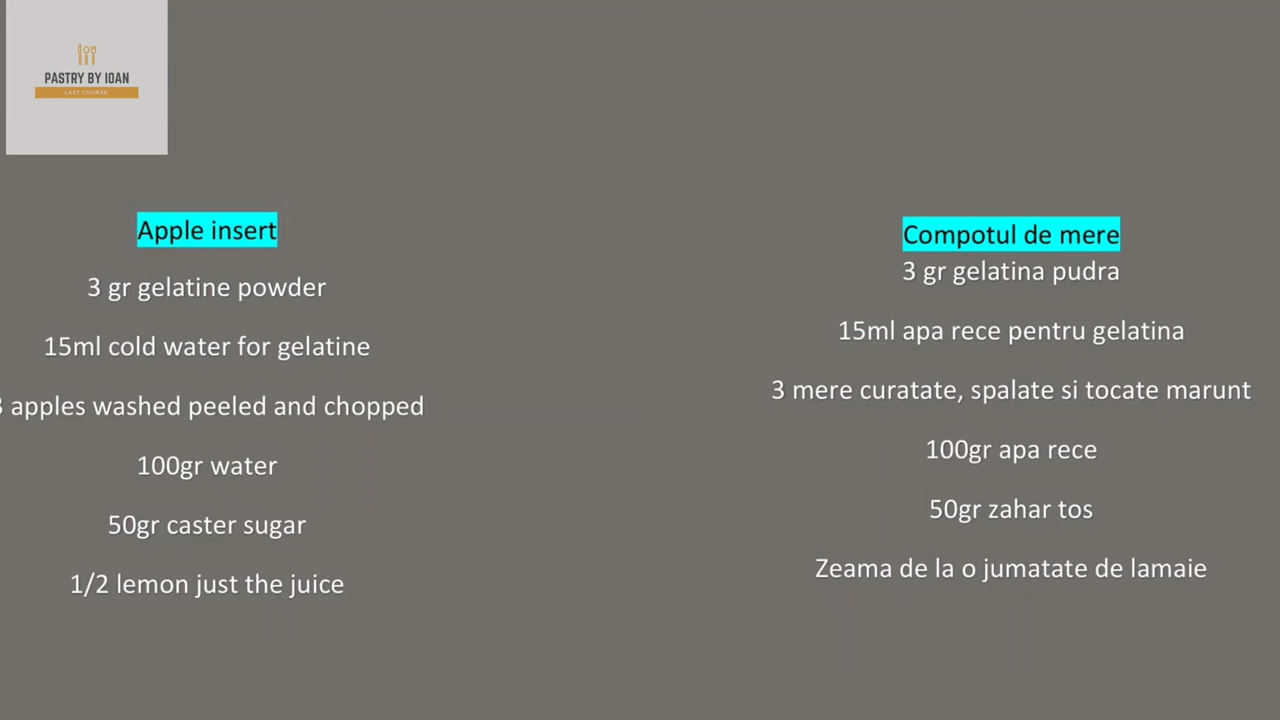 PASTRY BY IOAN
LAST COURSE
Apple insert
3 gr gelatine powder
15ml cold water for gelatine
3 apples washed peeled and chopped
100gr water
50gr caster sugar
1/2 lemon just the juice
Compotul de mere
3 gr gelatina pudra
15ml apa rece pentru gelatina
3 mere curatate, spalate si tocate marunt
100gr apa rece
50gr zahar tos
Zeama de la o jumatate de lamaie